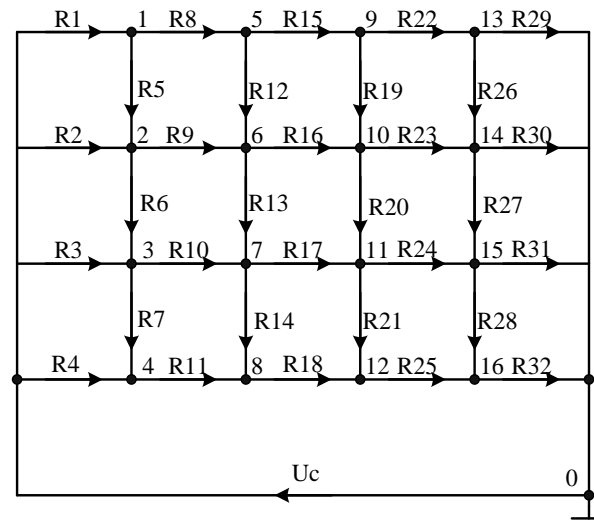 R1 1 R8 5 R15 9 R22 13 R29
R5 R12 R19 R26
R2 2 R9 6 R16 10 R23 14 R30
R6 R13 R20 R27
R3 3 R10 7 R17 11 R24 15 R31
R7 R14 R21 R28
R4 4 R11 8 R18 12 R25 16 R32
Uc 0